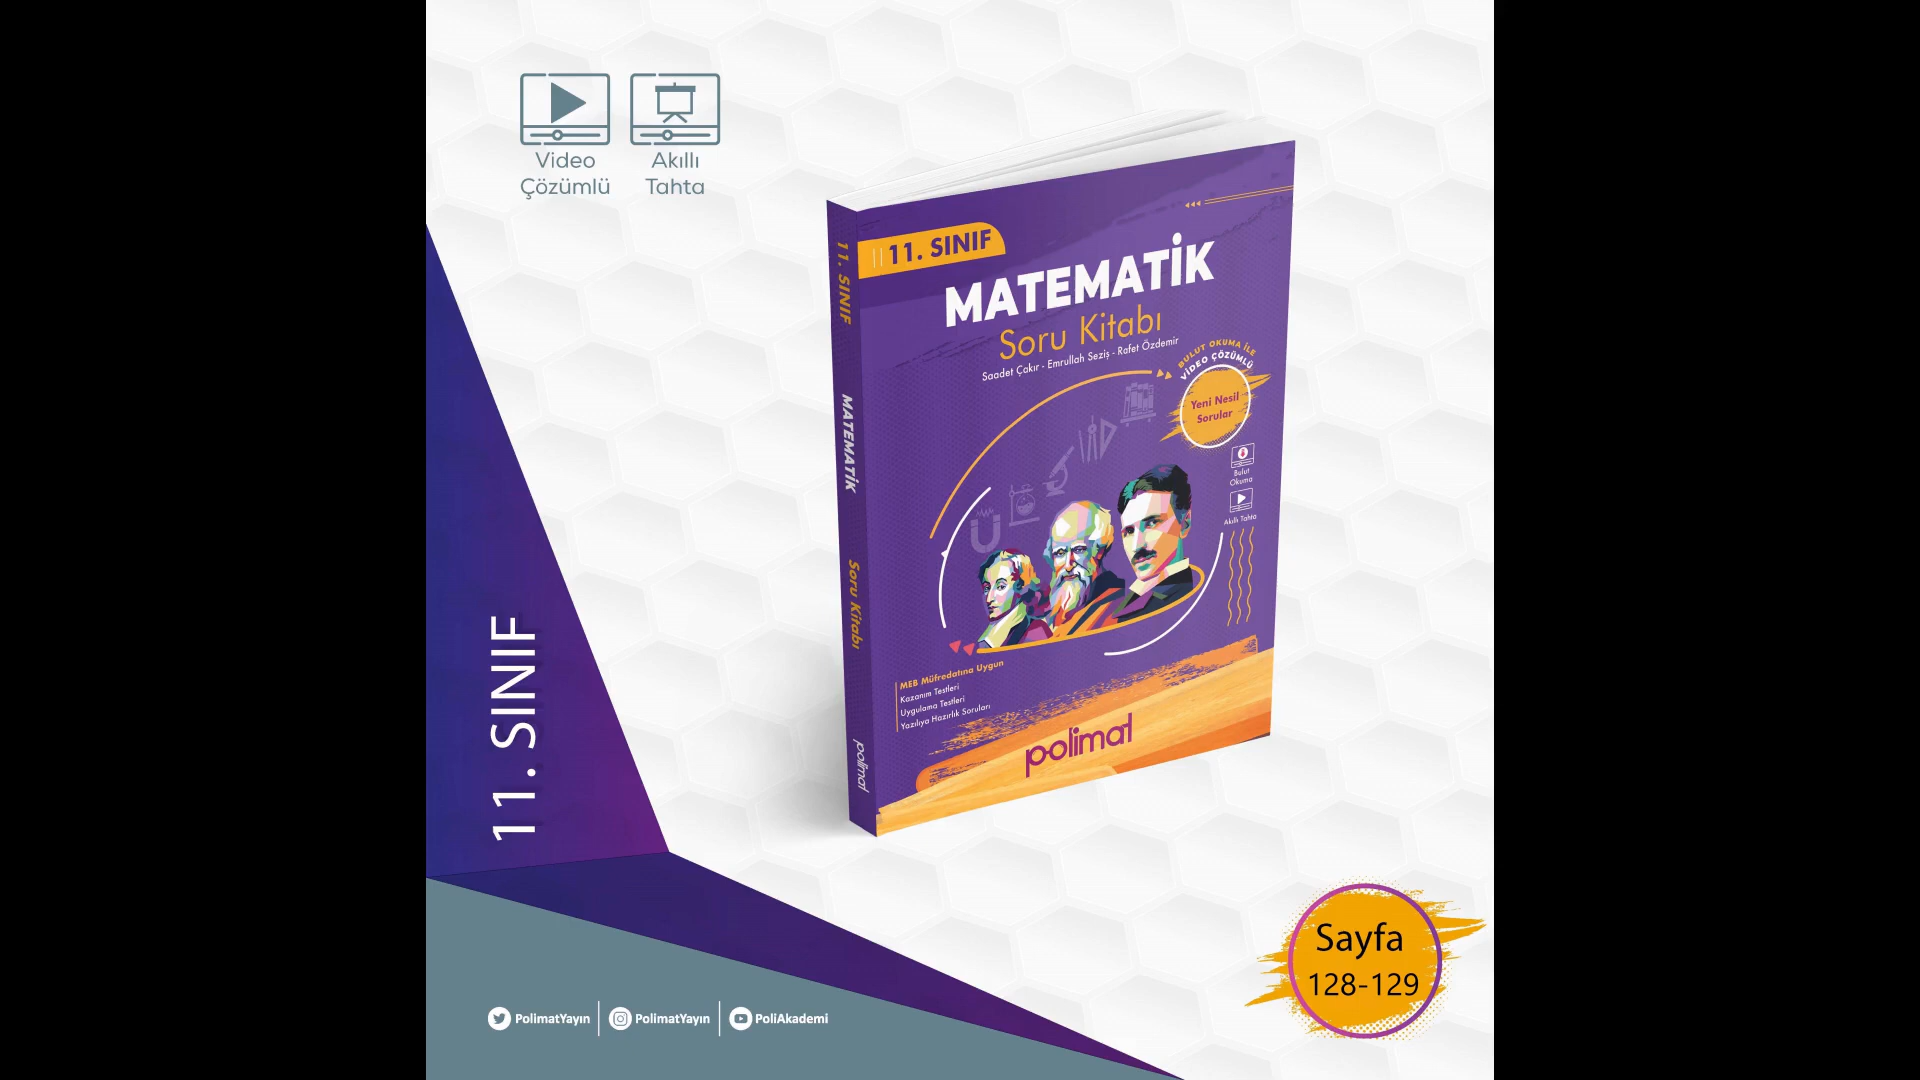 Video
Çözümlü
Akıllı
Tahta
11. SINIF
MATEMATİK
Soru Kitabı
Saadet Çakır - Emrullah Seziş - Rafet Özdemir
BULUT OKUMA İLE
VİDEO ÇÖZÜMLÜ
Yeni Nesil
Sorular
Bulut
Okuma
Akıllı Tahta
MEB Müfredatına Uygun
Kazanım Testleri
Uygulama Testleri
Yazılıya Hazırlık Soruları
polimat
11. SINIF
MATEMATİK
Soru Kitabı
polimat
11. SINIF
Sayfa
128-129
PolimatYayın
PolimatYayın
PoliAkademi